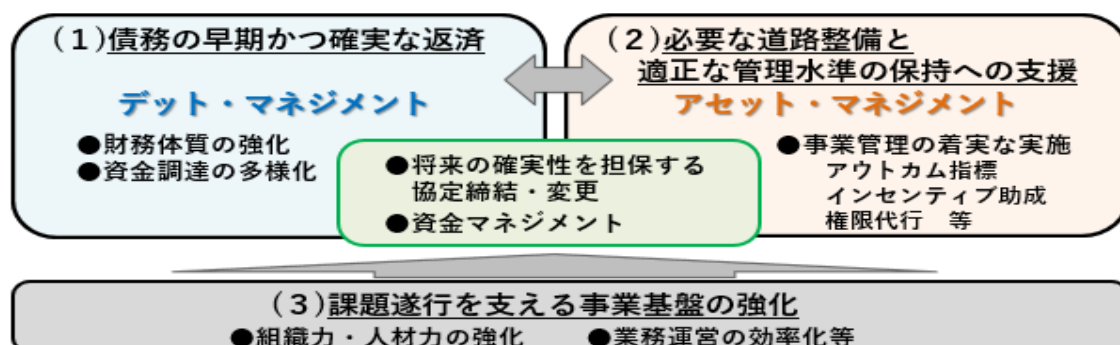 (1)債務の早期かつ確実な返済
デット・マネジメント
●財務体質の強化
●資金調達の多様化
(2)必要な道路整備と
適正な管理水準の保持への支援
アセット・マネジメント
●事業管理の着実な実施
アウトカム指標
インセンティブ助成
権限代行　等
●将来の確実性を担保する
協定締結・変更
●資金マネジメント
(3)課題遂行を支える事業基盤の強化
●組織力・人材力の強化　●業務運営の効率化等